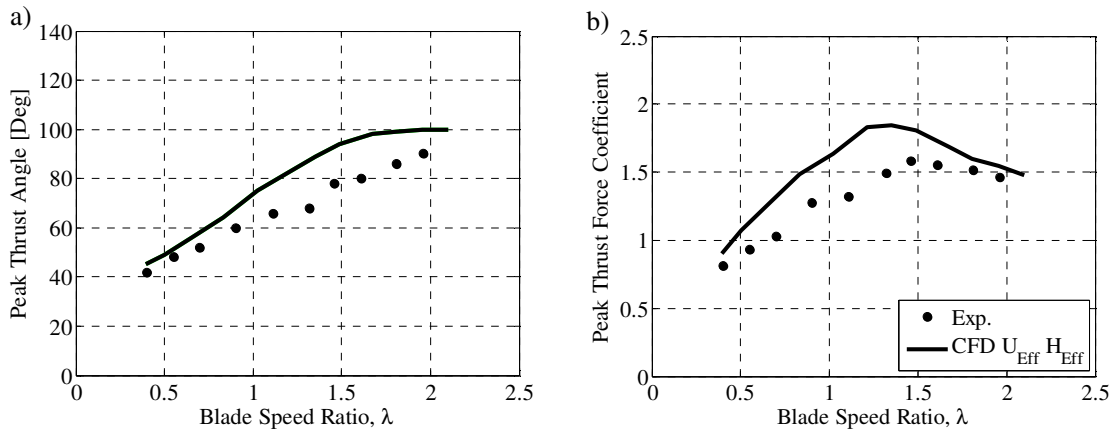 a)
Peak Thrust Angle [Deg]
140
120
100
80
60
40
20
0
0 0.5 1 1.5 2 2.5
Blade Speed Ratio, λ
b)
Peak Thrust Force Coefficient
2.5
2
1.5
1
0.5
0
0 0.5 1 1.5 2 2.5
Blade Speed Ratio, λ
Exp.
CFD U_Eff H_Eff